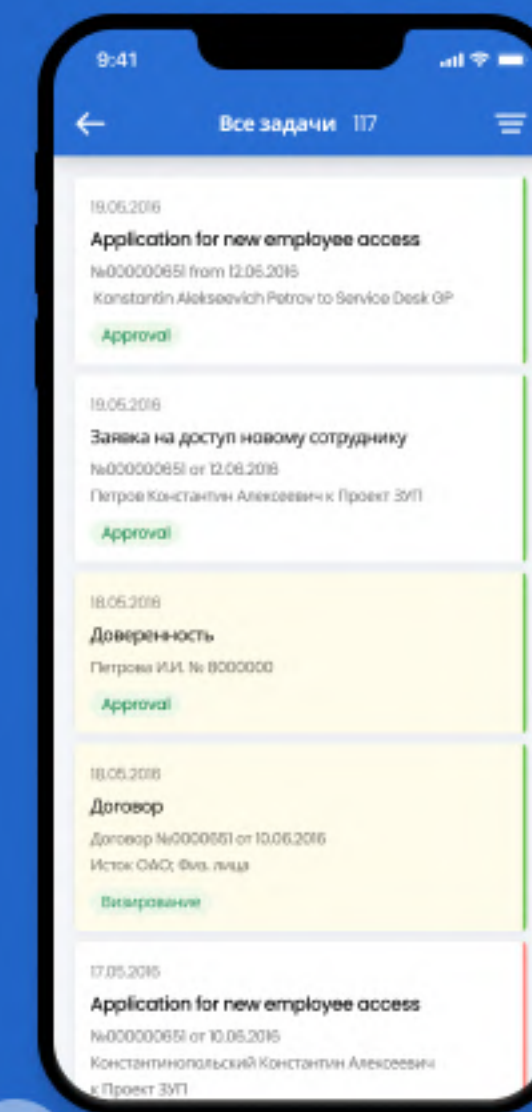 9:41
Все задачи 117
19.05.2016
Application for new employee access
№000000651 from 12.06.2016
Konstantin Alekseevich Petrov to Service Desk GP
Approval
19.05.2016
Заявка на доступ новому сотруднику
№000000651 от 12.06.2016
Петров Константин Алексеевич к Проект ЗУП
Approval
18.05.2016
Доверенность
Петрова И.И. № 8000000
Approval
18.05.2016
Договор
Договор №0000651 от 10.06.2016
Исток ОАО; Физ. лица
Визирование
17.05.2016
Application for new employee access
№000000651 от 10.06.2016
Константинопольский Константин Алексеевич
к Проект ЗУП